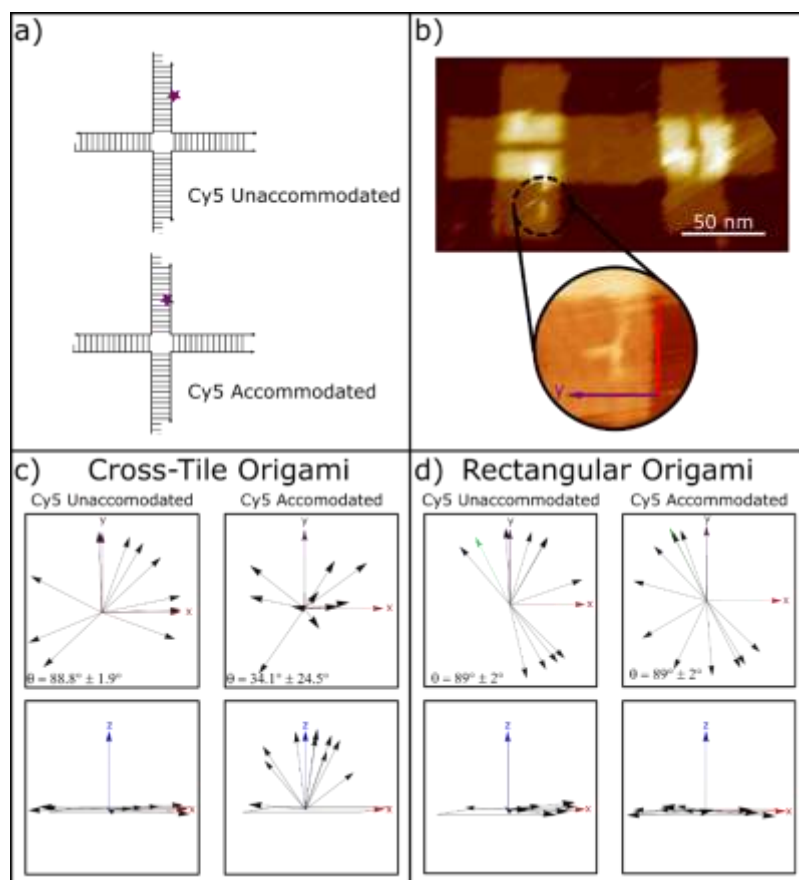 a)
Cy5 Unaccommodated
Cy5 Accommodated
b)
50 nm
Y
c) Cross-Tile Origami
Cy5 Unaccomodated
Cy5 Accomodated
y
x
θ = 88.8° ± 1.9°
y
x
θ = 34.1° ± 24.5°
z
x
z
x
d) Rectangular Origami
Cy5 Unaccommodated
Cy5 Accommodated
y
x
θ = 89° ± 2°
y
x
θ = 89° ± 2°
z
x
z
x